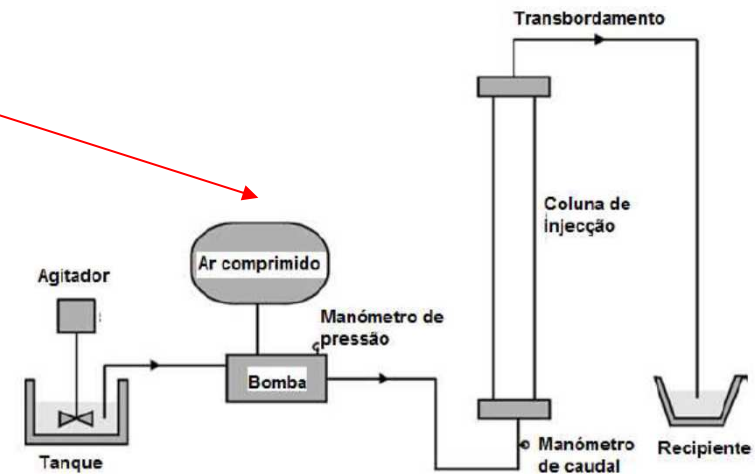 Transbordamento
Coluna de
injecção
Ar comprimido
Agitador
Manómetro de
pressão
Bomba
Manómetro
de caudal
Recipiente
Tanque